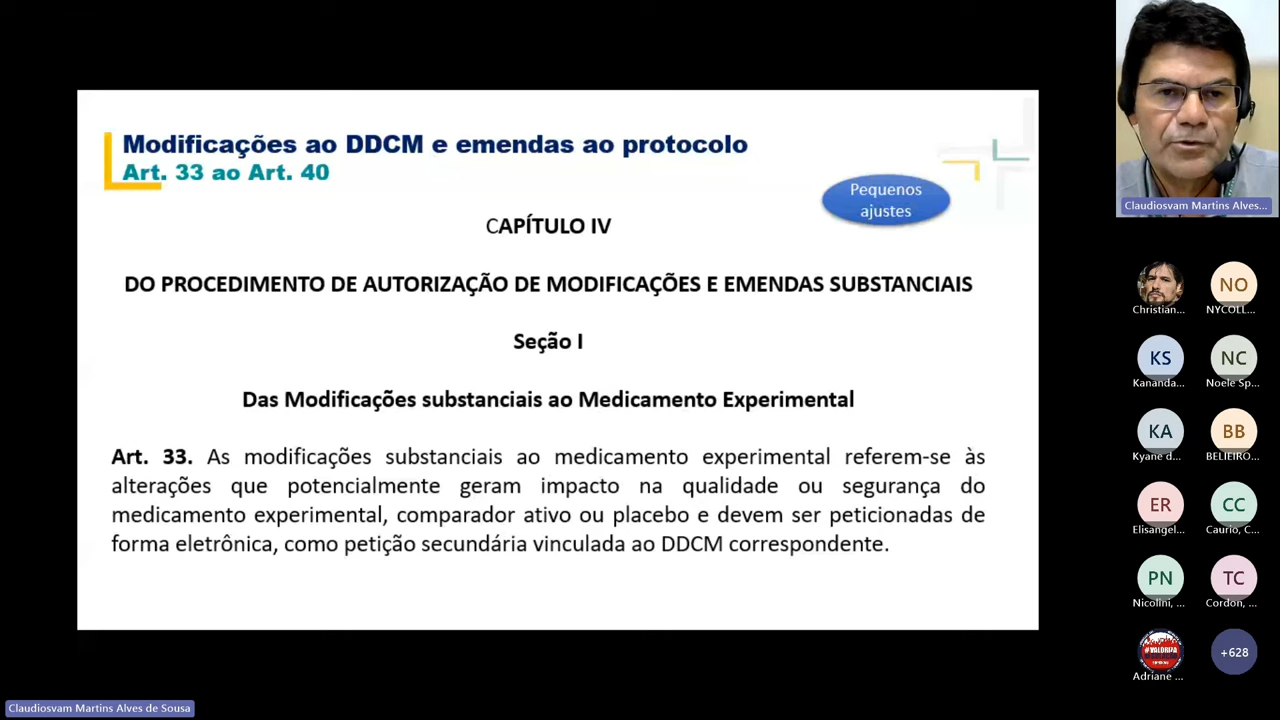 Modificações ao DDCM e emendas ao protocolo
Art. 33 ao Art. 40
Pequenos
ajustes
CAPÍTULO IV
DO PROCEDIMENTO DE AUTORIZAÇÃO DE MODIFICAÇÕES E EMENDAS SUBSTANCIAIS
Seção I
Das Modificações substanciais ao Medicamento Experimental
Art. 33. As modificações substanciais ao medicamento experimental referem-se às
alterações que potencialmente geram impacto na qualidade ou segurança do
medicamento experimental, comparador ativo ou placebo e devem ser peticionadas de
forma eletrônica, como petição secundária vinculada ao DDCM correspondente.
Claudiosvam Martins Alves...
Christian...
NO
NYCOLL...
KS
Kananda...
NC
Noele Sp...
KA
Kyane d...
BB
BELIEIRO...
ER
Elisangel...
CC
Caurio, C...
PN
Nicolini, ...
TC
Cordon, ...
#VALORIZA
Adriane ...
+628
Claudiosvam Martins Alves de Sousa